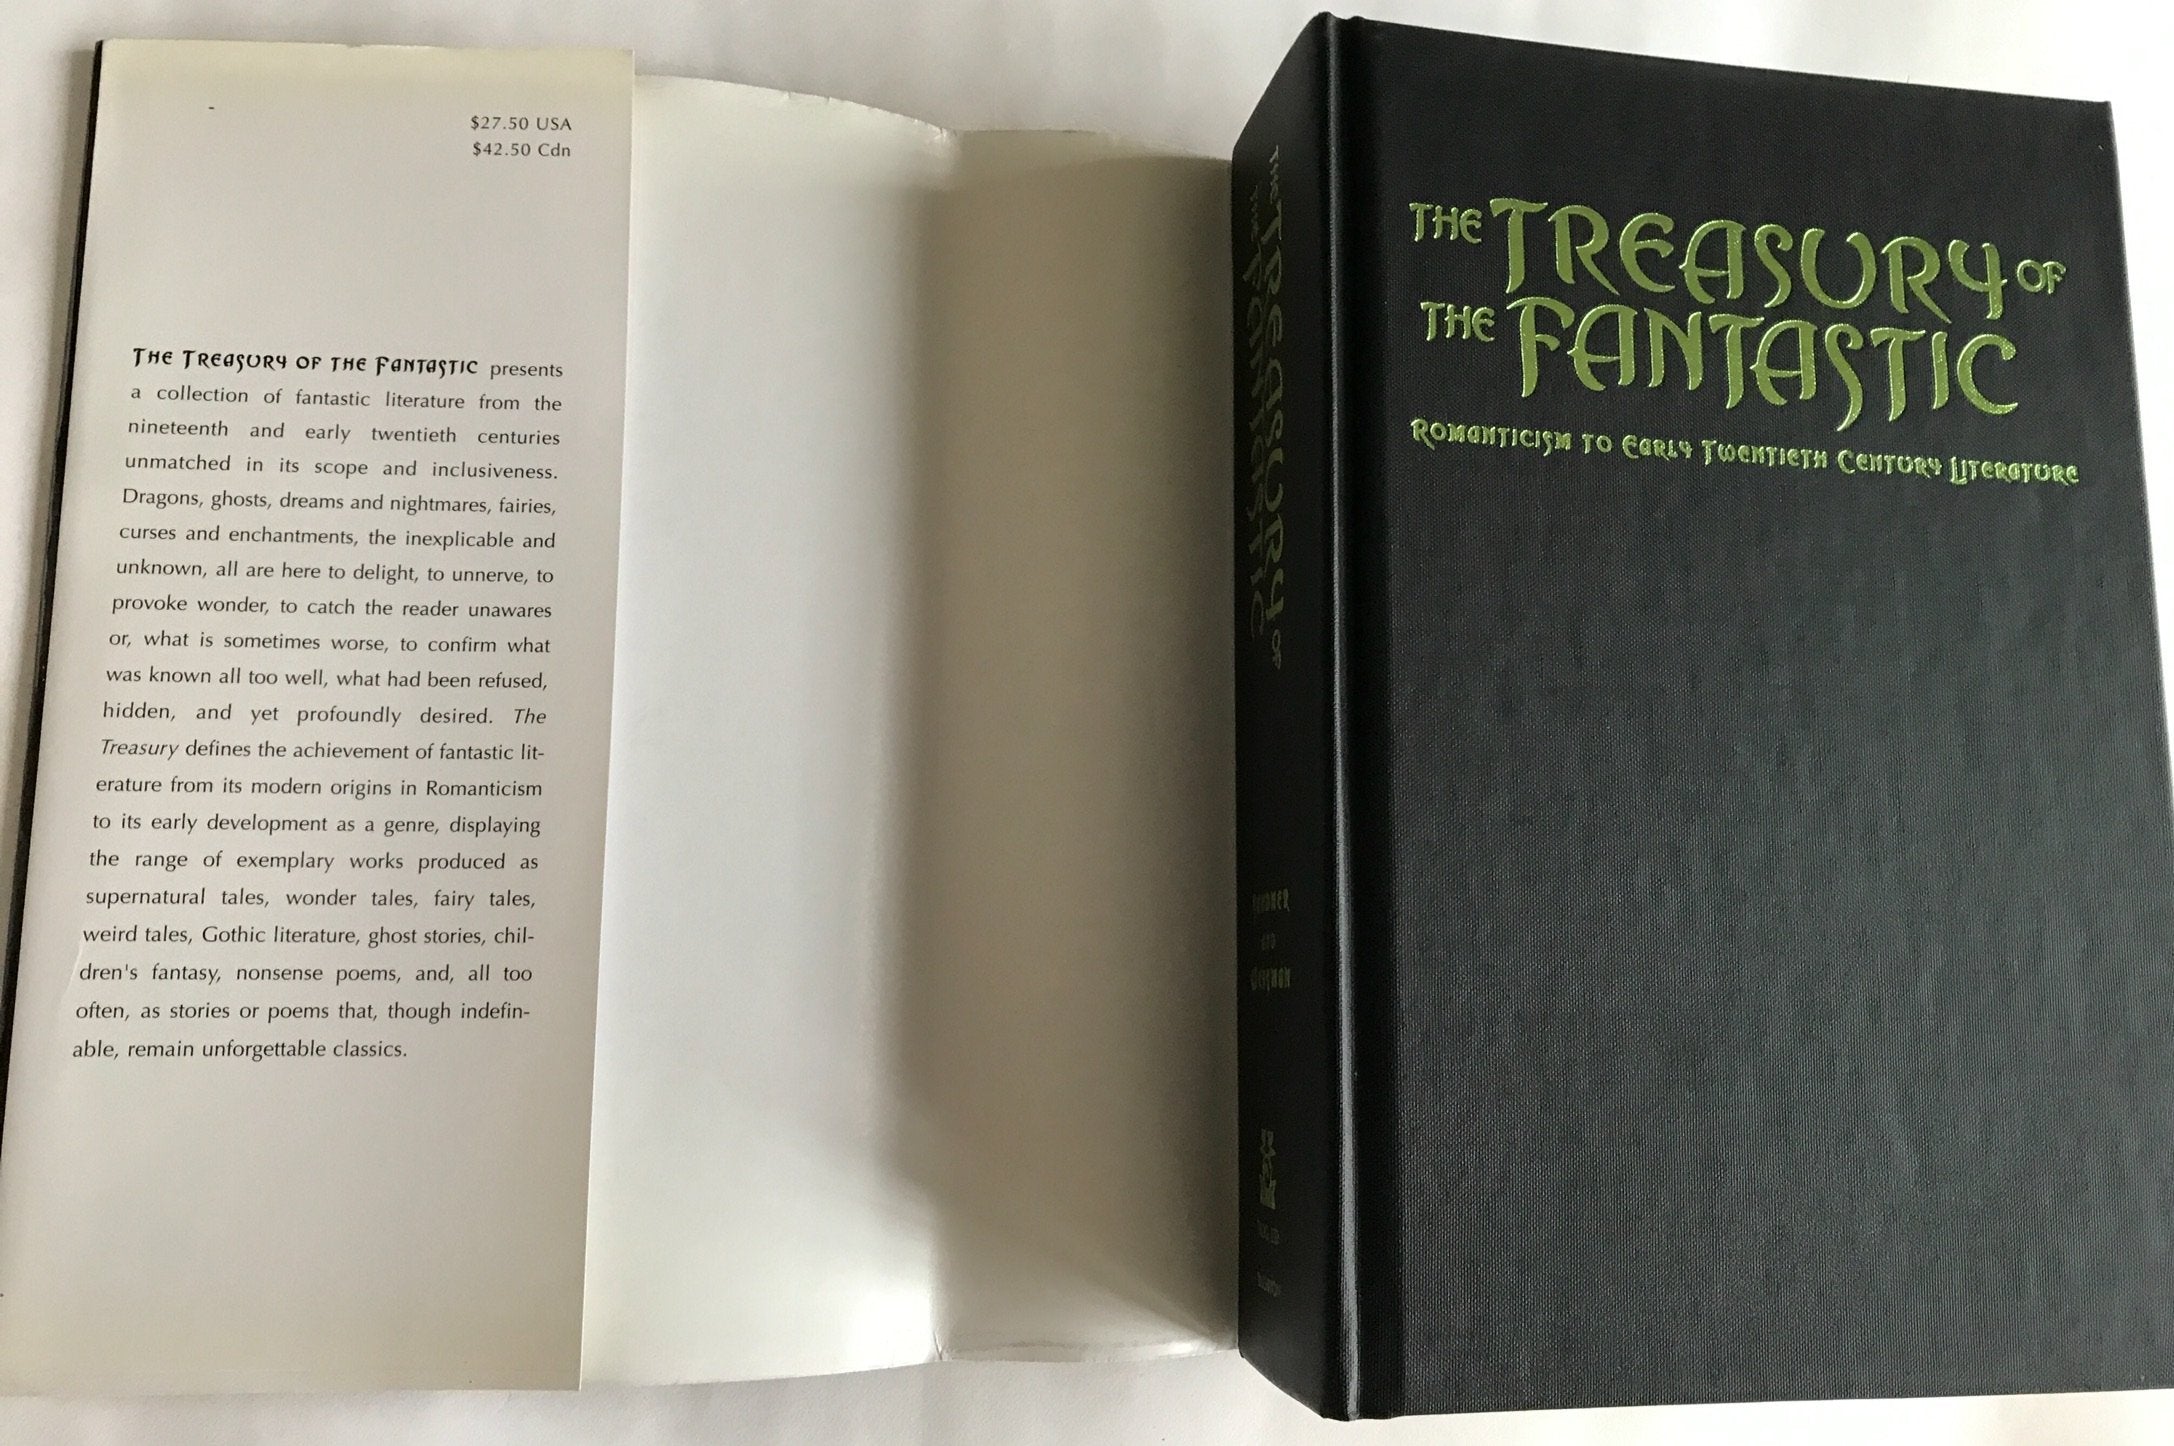 $27.50 USA
$42.50 Cdn
THE TREASURY OF THE FANTASTIC presents
a collection of fantastic literature from the
nineteenth and early twentieth centuries
unmatched in its scope and inclusiveness.
Dragons, ghosts, dreams and nightmares, fairies,
curses and enchantments, the inexplicable and
unknown, all are here to delight, to unnerve, to
provoke wonder, to catch the reader unawares
or, what is sometimes worse, to confirm what
was known all too well, what had been refused,
hidden, and yet profoundly desired. The
Treasury defines the achievement of fantastic lit-
erature from its modern origins in Romanticism
to its early development as a genre, displaying
the range of exemplary works produced as
supernatural tales, wonder tales, fairy tales,
weird tales, Gothic literature, ghost stories, chil-
dren's fantasy, nonsense poems, and, all too
often, as stories or poems that, though indefin-
able, remain unforgettable classics.
THE TREASURY OF
THE FANTASTIC
THE TREASURY OF
THE FANTASTIC
ROMANTICISM TO EARLY TWENTIETH CENTURY LITERATURE